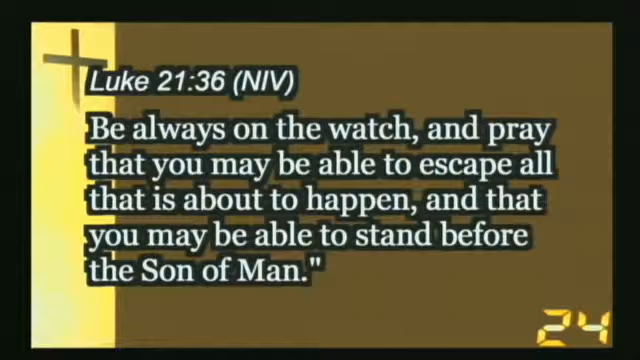 Luke 21:36 (NIV)
Be always on the watch, and pray
that you may be able to escape all
that is about to happen, and that
you may be able to stand before
the Son of Man."
24